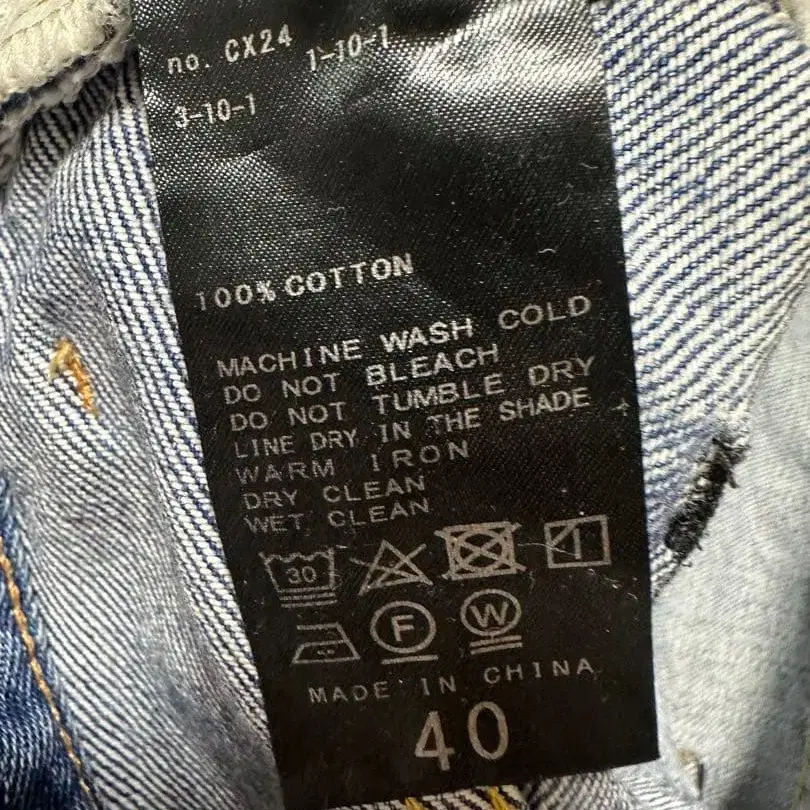 no. CX24 1-10-1
3-10-1
100% COTTON
MACHINE WASH COLD
DO NOT BLEACH
DO NOT TUMBLE DRY
LINE DRY IN THE SHADE
WARM IRON
DRY CLEAN
WET CLEAN
30
F W
MADE IN CHINA
40